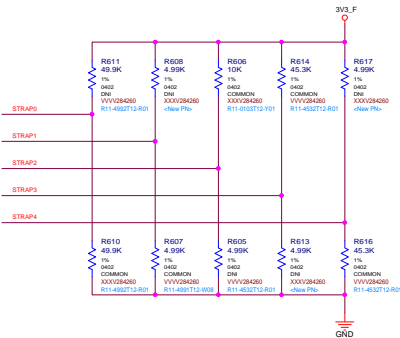 3V3_F
R611
49.9K
1%
0402
DNI
VVVV284260
R11-4992T12-R01
R608
4.99K
1%
0402
DNI
XXXV284260
<New PN>
R606
10K
1%
0402
COMMON
XXXV284260
R11-0103T12-Y01
R614
45.3K
1%
0402
COMMON
VVVV284260
R11-4532T12-R01
R617
4.99K
1%
0402
DNI
XXXV284260
<New PN>
STRAP0
STRAP1
STRAP2
STRAP3
STRAP4
R610
49.9K
1%
0402
COMMON
XXXV284260
R11-4992T12-R01
R607
4.99K
1%
0402
COMMON
VVVV284260
R11-4991T12-W08
R605
4.99K
1%
0402
DNI
VVVV284260
R11-4532T12-R01
R613
4.99K
1%
0402
DNI
XXXV284260
<New PN>
R616
45.3K
1%
0402
COMMON
VVVV284260
R11-4532T12-R01
GND